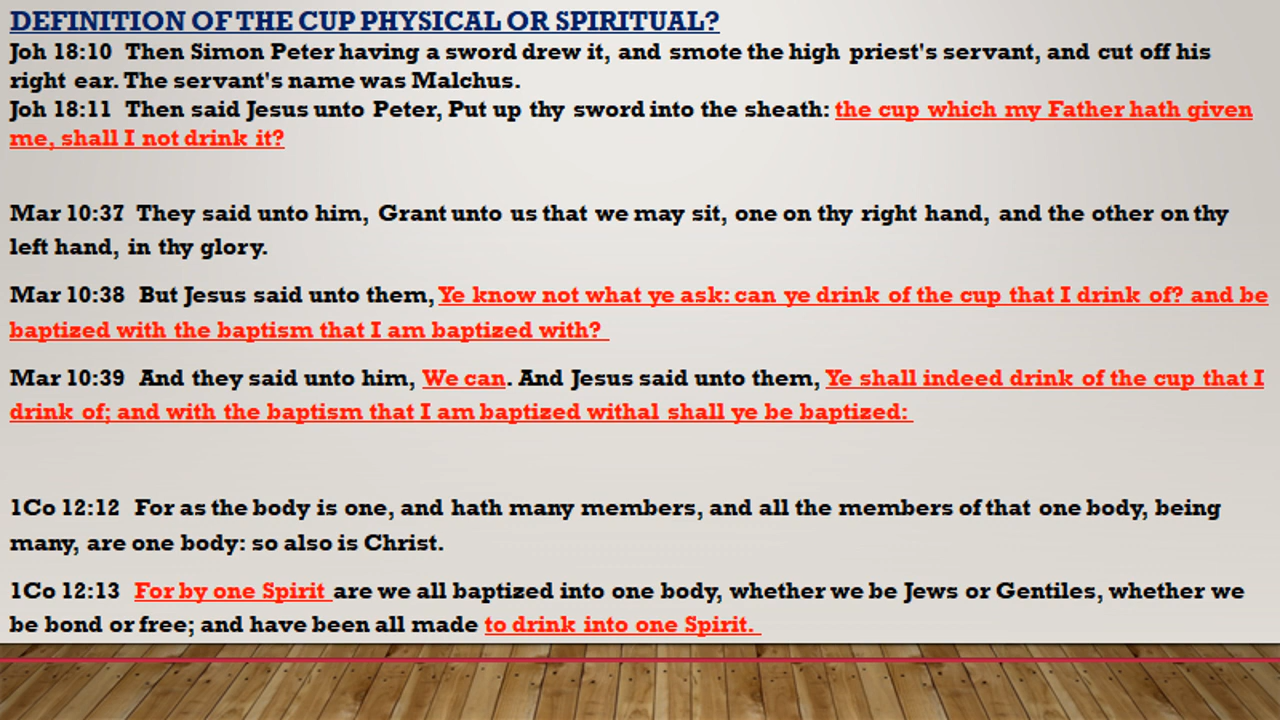 DEFINITION OF THE CUP PHYSICAL OR SPIRITUAL?
Joh 18:10 Then Simon Peter having a sword drew it, and smote the high priest's servant, and cut off his
right ear. The servant's name was Malchus.
Joh 18:11 Then said Jesus unto Peter, Put up thy sword into the sheath: the cup which my Father hath given
me, shall I not drink it?
Mar 10:37 They said unto him, Grant unto us that we may sit, one on thy right hand, and the other on thy
left hand, in thy glory.
Mar 10:38 But Jesus said unto them, Ye know not what ye ask: can ye drink of the cup that I drink of? and be
baptized with the baptism that I am baptized with?
Mar 10:39 And they said unto him, We can. And Jesus said unto them, Ye shall indeed drink of the cup that I
drink of; and with the baptism that I am baptized withal shall ye be baptized:
1Co 12:12 For as the body is one, and hath many members, and all the members of that one body, being
many, are one body: so also is Christ.
1Co 12:13 For by one Spirit are we all baptized into one body, whether we be Jews or Gentiles, whether we
be bond or free; and have been all made to drink into one Spirit.